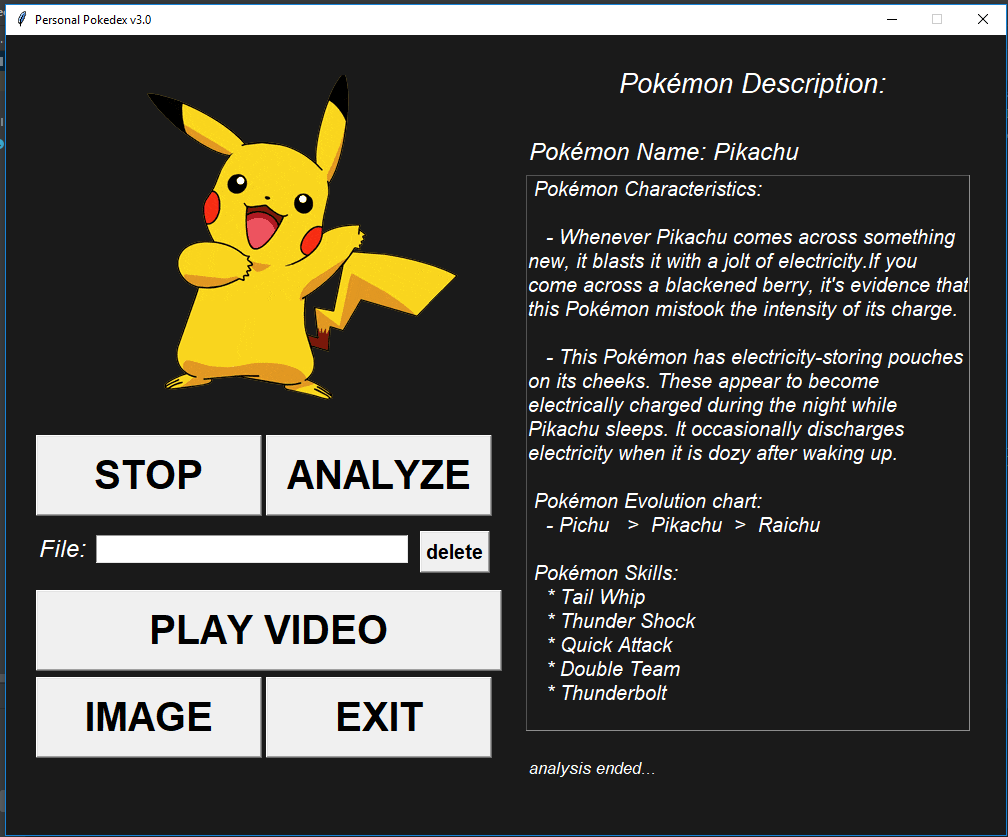 Personal Pokedex v3.0
Pokémon Description:
Pokémon Name: Pikachu
Pokémon Characteristics:
- Whenever Pikachu comes across something
new, it blasts it with a jolt of electricity.If you
come across a blackened berry, it's evidence that
this Pokémon mistook the intensity of its charge.
- This Pokémon has electricity-storing pouches
on its cheeks. These appear to become
electrically charged during the night while
Pikachu sleeps. It occasionally discharges
electricity when it is dozy after waking up.
Pokémon Evolution chart:
- Pichu > Pikachu > Raichu
Pokémon Skills:
* Tail Whip
* Thunder Shock
* Quick Attack
* Double Team
* Thunderbolt
analysis ended...
STOP ANALYZE
File: delete
PLAY VIDEO
IMAGE EXIT